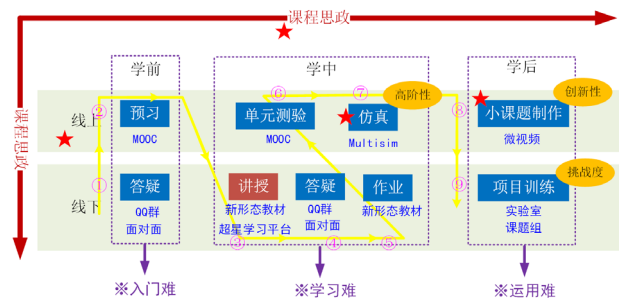 课程思政
课程思政
学前
学中
学后
线上
线下
②
预习
MOOC
①
答疑
QQ群
面对面
⑥
⑦
高阶性
单元测验
MOOC
仿真
Multisim
讲授
新形态教材
超星学习平台
答疑
QQ群
面对面
作业
新形态教材
③
④
⑤
⑧
创新性
小课题制作
微视频
⑨
挑战度
项目训练
实验室
课题组
※入门难
※学习难
※运用难